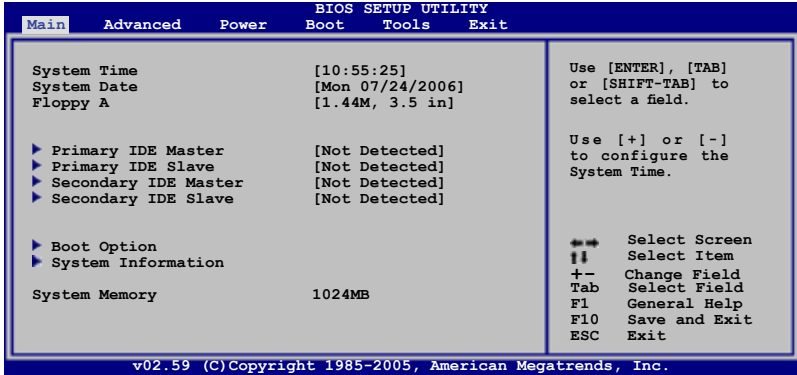 BIOS SETUP UTILITY
Main Advanced Power Boot Tools Exit
System Time [10:55:25]
System Date [Mon 07/24/2006]
Floppy A [1.44M, 3.5 in]
Primary IDE Master [Not Detected]
Primary IDE Slave [Not Detected]
Secondary IDE Master [Not Detected]
Secondary IDE Slave [Not Detected]
Boot Option
System Information
System Memory 1024MB
Use [ENTER], [TAB]
or [SHIFT-TAB] to
select a field.
Use [+] or [-]
to configure the
System Time.
Select Screen
Select Item
+- Change Field
Tab Select Field
F1 General Help
F10 Save and Exit
ESC Exit
v02.59 (C)Copyright 1985-2005, American Megatrends, Inc.